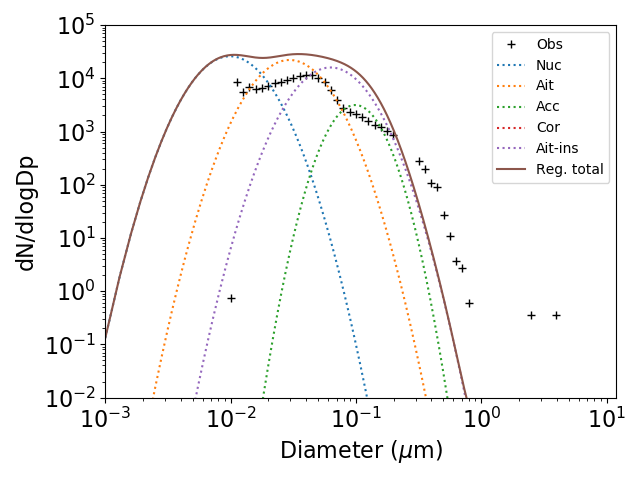 10^5
10^4
10^3
10^2
10^1
10^0
10^-1
10^-2
dN/dlogDp
10^-3
10^-2
10^-1
10^0
10^1
Diameter (μm)
Obs
Nuc
Ait
Acc
Cor
Ait-ins
Reg. total